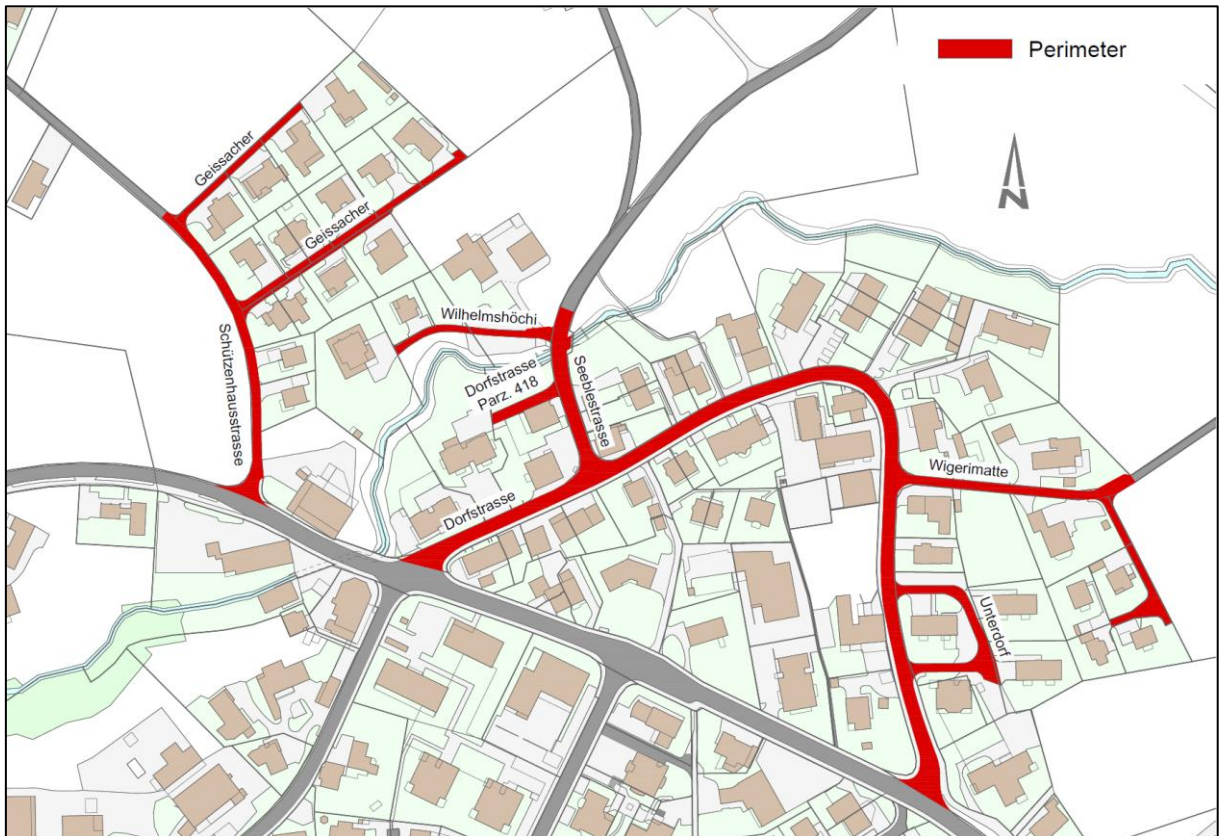 Perimeter
N
Geissacher
Geissacher
Wilhelmshöchi
Schützenhausstrasse
Dorfstrasse
Parz. 418
Seeblestrasse
Dorfstrasse
Wigerimatte
Unterdorf